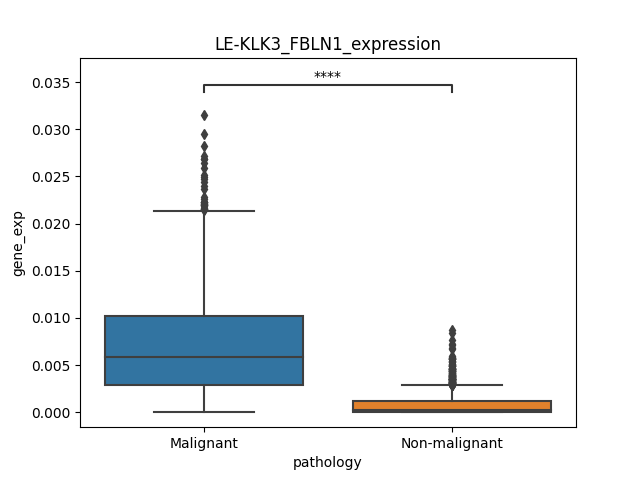 LE-KLK3_FBLN1_expression
****
0.035
0.030
0.025
0.020
0.015
0.010
0.005
0.000
gene_exp
Malignant
Non-malignant
pathology